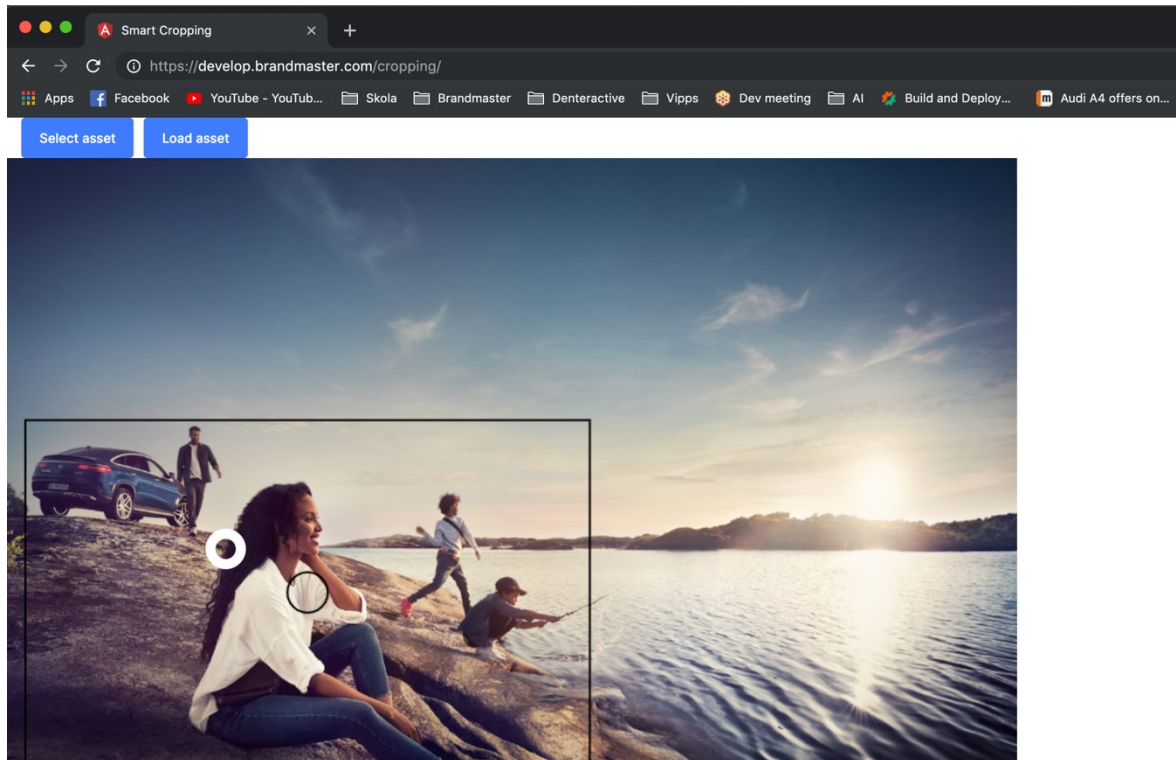 Smart Cropping
https://develop.brandmaster.com/cropping/
Apps Facebook YouTube - YouTub... Skola Brandmaster Denteractive Vipps Dev meeting AI Build and Deploy... m Audi A4 offers on...
Select asset Load asset